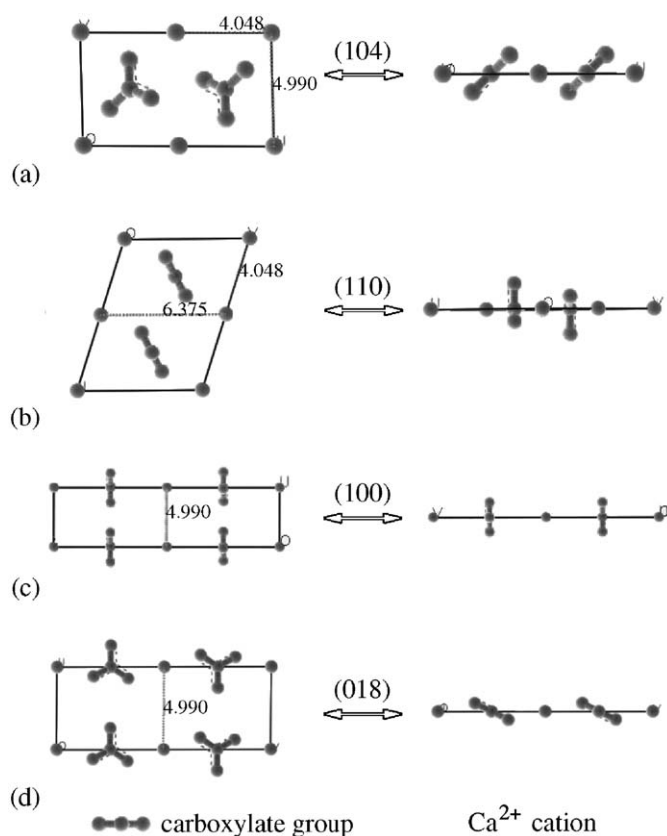 4.048
4.990
(104)
(a)
4.048
6.375
(110)
(b)
4.990
(100)
(c)
4.990
(018)
(d)
carboxylate group
Ca2+ cation